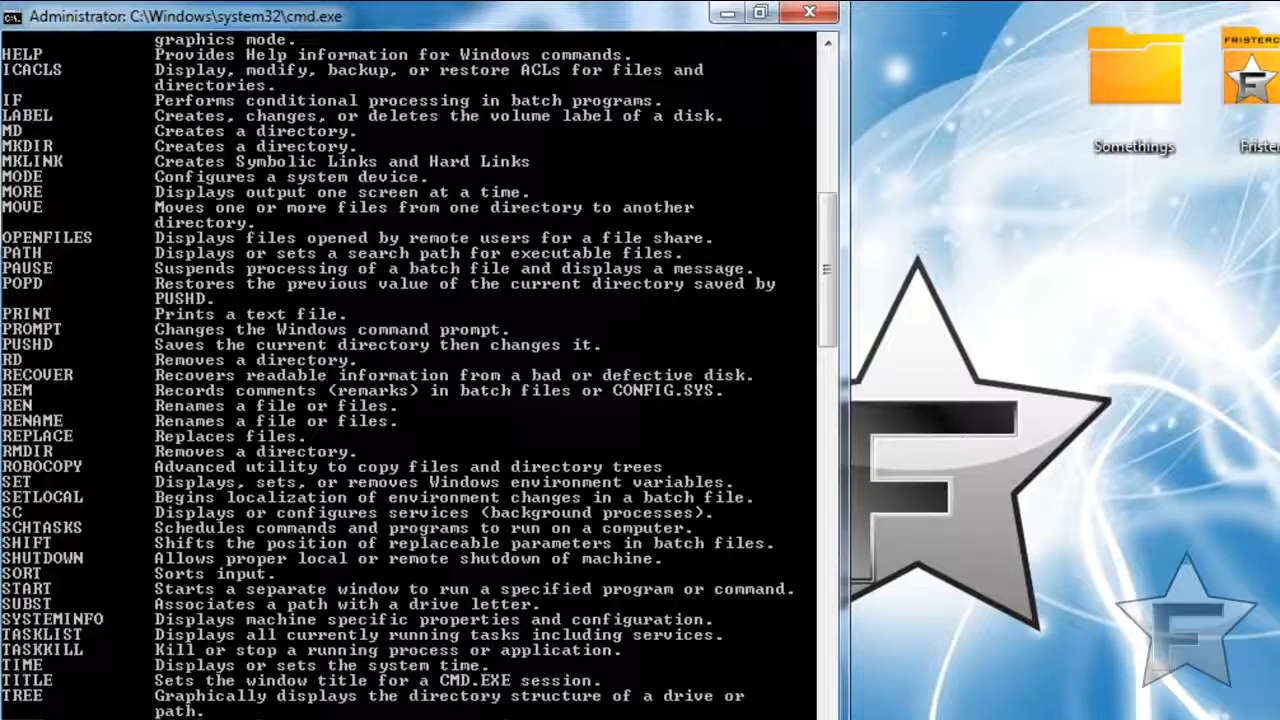 Administrator: C:\Windows\system32\cmd.exe
graphics mode.
HELP Provides Help information for Windows commands.
ICACLS Display, modify, backup, or restore ACLs for files and
directories.
IF Performs conditional processing in batch programs.
LABEL Creates, changes, or deletes the volume label of a disk.
MD Creates a directory.
MKDIR Creates a directory.
MKLINK Creates Symbolic Links and Hard Links
MODE Configures a system device.
MORE Displays output one screen at a time.
MOVE Moves one or more files from one directory to another
directory.
OPENFILES Displays files opened by remote users for a file share.
PATH Displays or sets a search path for executable files.
PAUSE Suspends processing of a batch file and displays a message.
POPD Restores the previous value of the current directory saved by
PUSHD.
PRINT Prints a text file.
PROMPT Changes the Windows command prompt.
PUSHD Saves the current directory then changes it.
RD Removes a directory.
RECOVER Recovers readable information from a bad or defective disk.
REM Records comments (remarks) in batch files or CONFIG.SYS.
REN Renames a file or files.
RENAME Renames a file or files.
REPLACE Replaces files.
RMDIR Removes a directory.
ROBOCOPY Advanced utility to copy files and directory trees
SET Displays, sets, or removes Windows environment variables.
SETLOCAL Begins localization of environment changes in a batch file.
SC Displays or configures services (background processes).
SCHTASKS Schedules commands and programs to run on a computer.
SHIFT Shifts the position of replaceable parameters in batch files.
SHUTDOWN Allows proper local or remote shutdown of machine.
SORT Sorts input.
START Starts a separate window to run a specified program or command.
SUBST Associates a path with a drive letter.
SYSTEMINFO Displays machine specific properties and configuration.
TASKLIST Displays all currently running tasks including services.
TASKKILL Kill or stop a running process or application.
TIME Displays or sets the system time.
TITLE Sets the window title for a CMD.EXE session.
TREE Graphically displays the directory structure of a drive or
path.
Somethings
FRISTERC
F
Frister
F
F